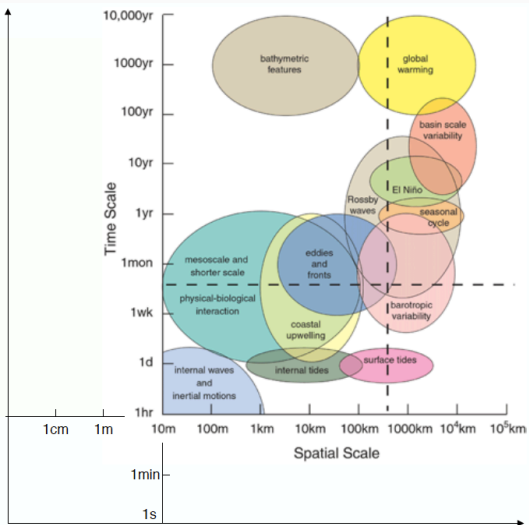 10,000yr
1000yr
100yr
10yr
1yr
1mon
1wk
1d
1hr
Time Scale
bathymetric
features
global
warming
basin scale
variability
El Niño
Rossby
waves
seasonal
cycle
mesoscale and
shorter scale
physical-biological
interaction
eddies
and
fronts
coastal
upwelling
barotropic
variability
internal waves
and
inertial motions
internal tides
surface tides
1cm 1m 10m 100m 1km 10km 100km 1000km 10⁴km 10⁵km
Spatial Scale
1min
1s